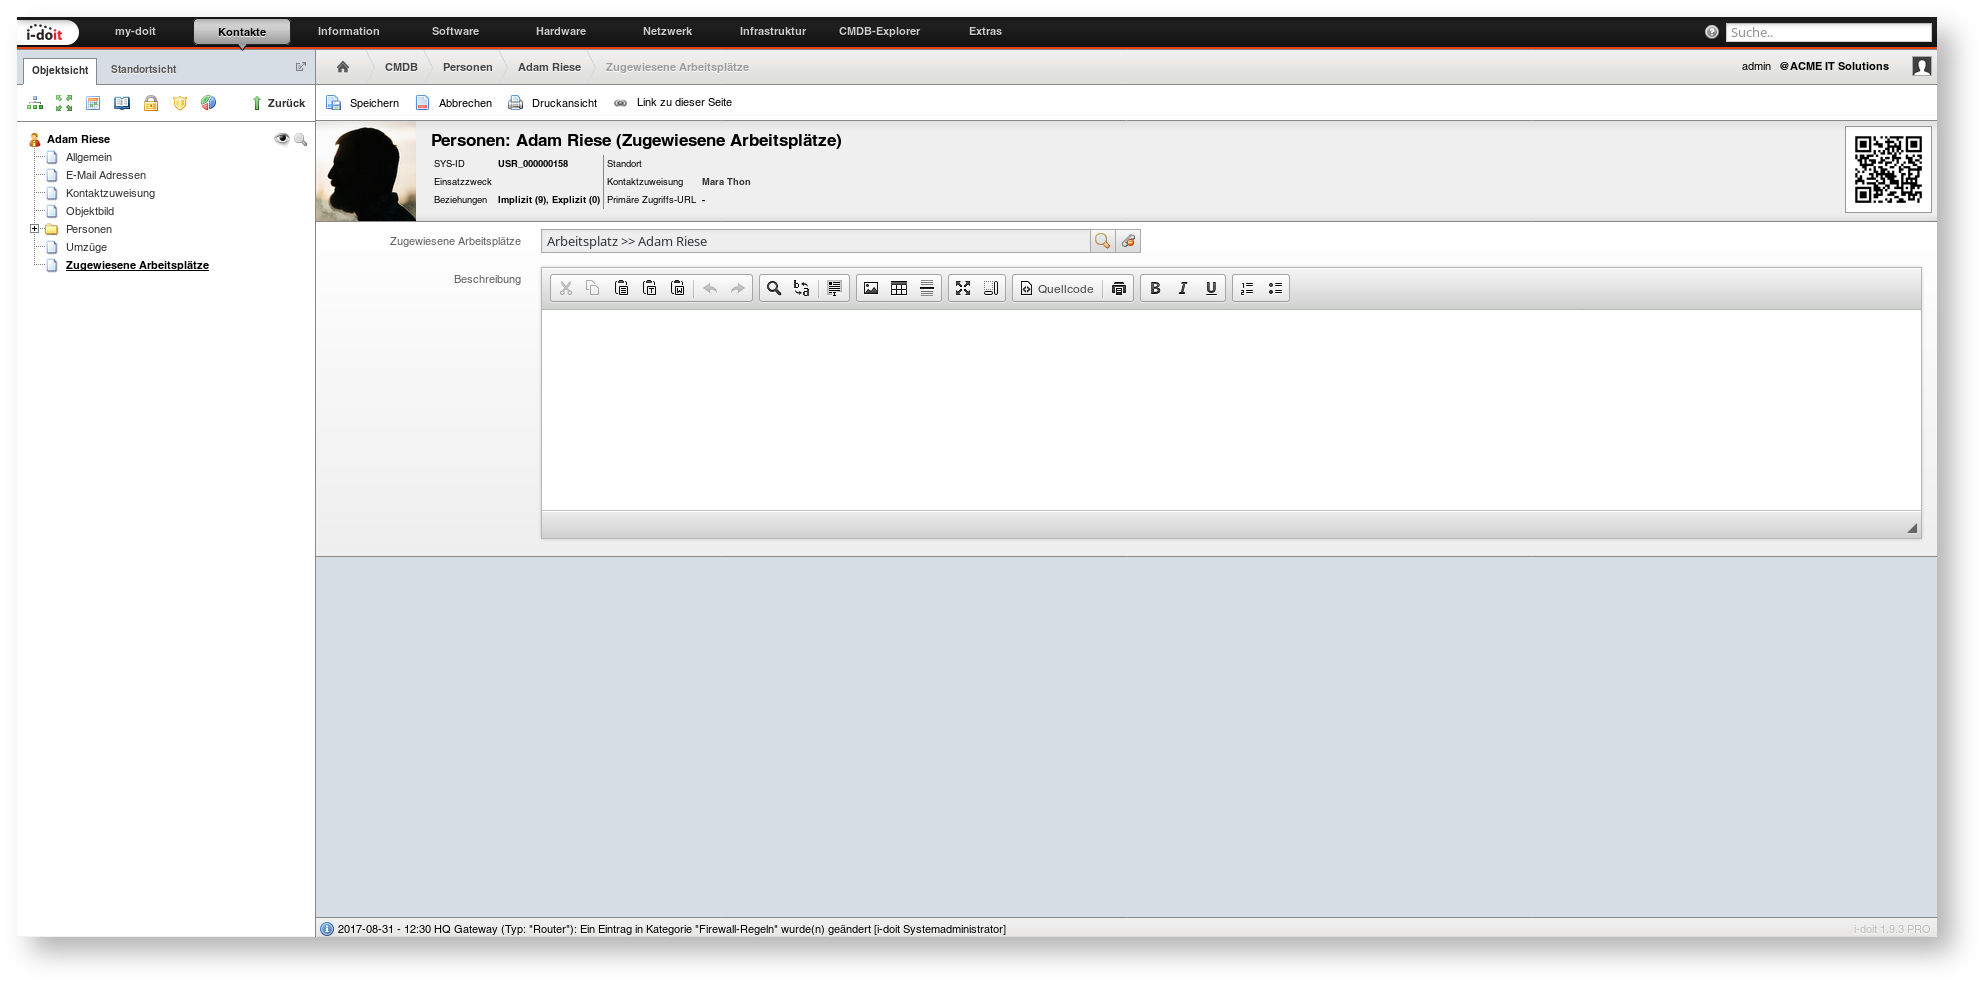 i-doit my-doit Kontakte Information Software Hardware Netzwerk Infrastruktur CMDB-Explorer Extras Suche..
Objektsicht Standortsicht
CMDB Personen Adam Riese Zugewiesene Arbeitsplätze admin @ACME IT Solutions
Zurück
Speichern Abbrechen Druckansicht Link zu dieser Seite
Adam Riese
Allgemein
E-Mail Adressen
Kontaktzuweisung
Objektbild
Personen
Umzüge
Zugewiesene Arbeitsplätze
Personen: Adam Riese (Zugewiesene Arbeitsplätze)
SYS-ID USR_000000158 Standort
Einsatzzweck Kontaktzuweisung Mara Thon
Beziehungen Implizit (9), Explizit (0) Primäre Zugriffs-URL -
Zugewiesene Arbeitsplätze Arbeitsplatz >> Adam Riese
Beschreibung
Quellcode B I U
2017-08-31 - 12:30 HQ Gateway (Typ: "Router"): Ein Eintrag in Kategorie "Firewall-Regeln" wurde(n) geändert [i-doit Systemadministrator]
i-doit 1.9.3 PRO